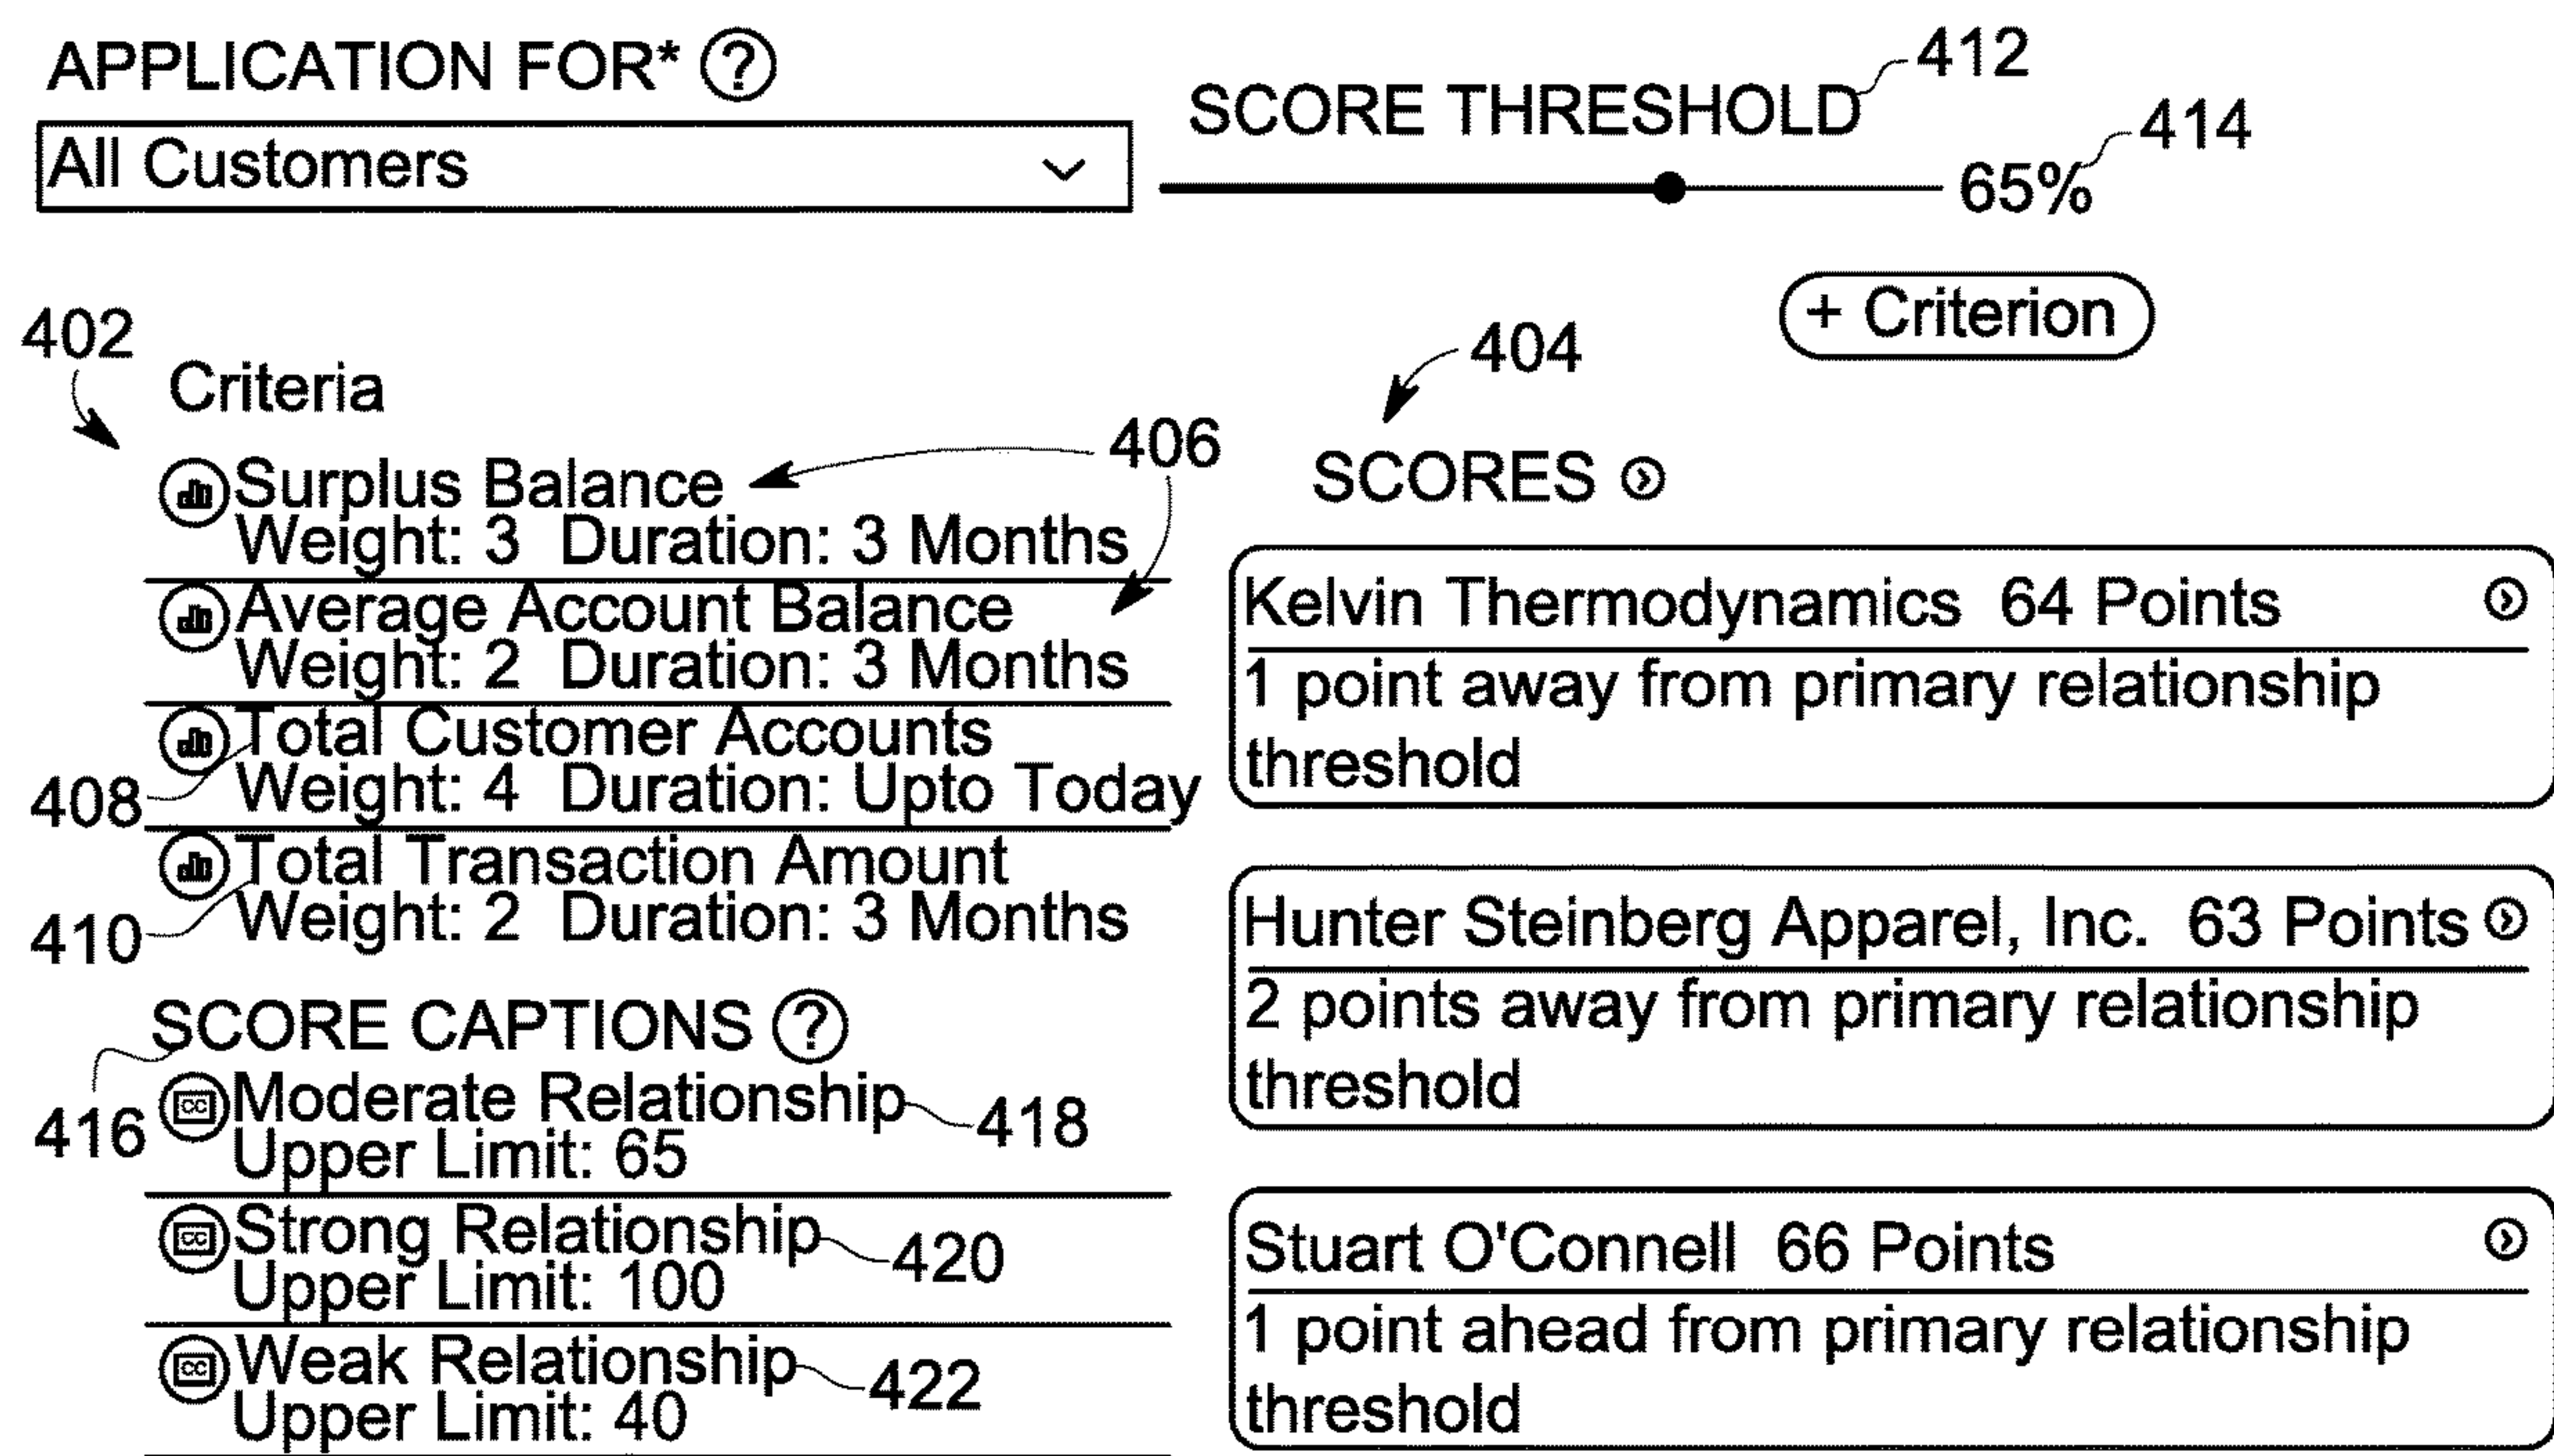 APPLICATION FOR* ?
All Customers
SCORE THRESHOLD 412
65% 414
+ Criterion
402
Criteria
406
Surplus Balance
Weight: 3 Duration: 3 Months
Average Account Balance
Weight: 2 Duration: 3 Months
408
Total Customer Accounts
Weight: 4 Duration: Upto Today
410
Total Transaction Amount
Weight: 2 Duration: 3 Months
416
SCORE CAPTIONS ?
CC Moderate Relationship 418
Upper Limit: 65
CC Strong Relationship 420
Upper Limit: 100
CC Weak Relationship 422
Upper Limit: 40
404
SCORES
Kelvin Thermodynamics 64 Points
1 point away from primary relationship
threshold
Hunter Steinberg Apparel, Inc. 63 Points
2 points away from primary relationship
threshold
Stuart O'Connell 66 Points
1 point ahead from primary relationship
threshold